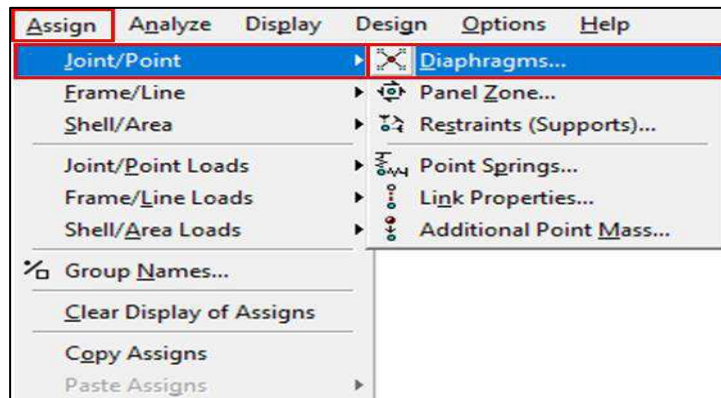 Assign Analyze Display Design Options Help
Joint/Point
Frame/Line
Shell/Area
Joint/Point Loads
Frame/Line Loads
Shell/Area Loads
Group Names...
Clear Display of Assigns
Copy Assigns
Paste Assigns
Diaphragms...
Panel Zone...
Restraints (Supports)...
Point Springs...
Link Properties...
Additional Point Mass...